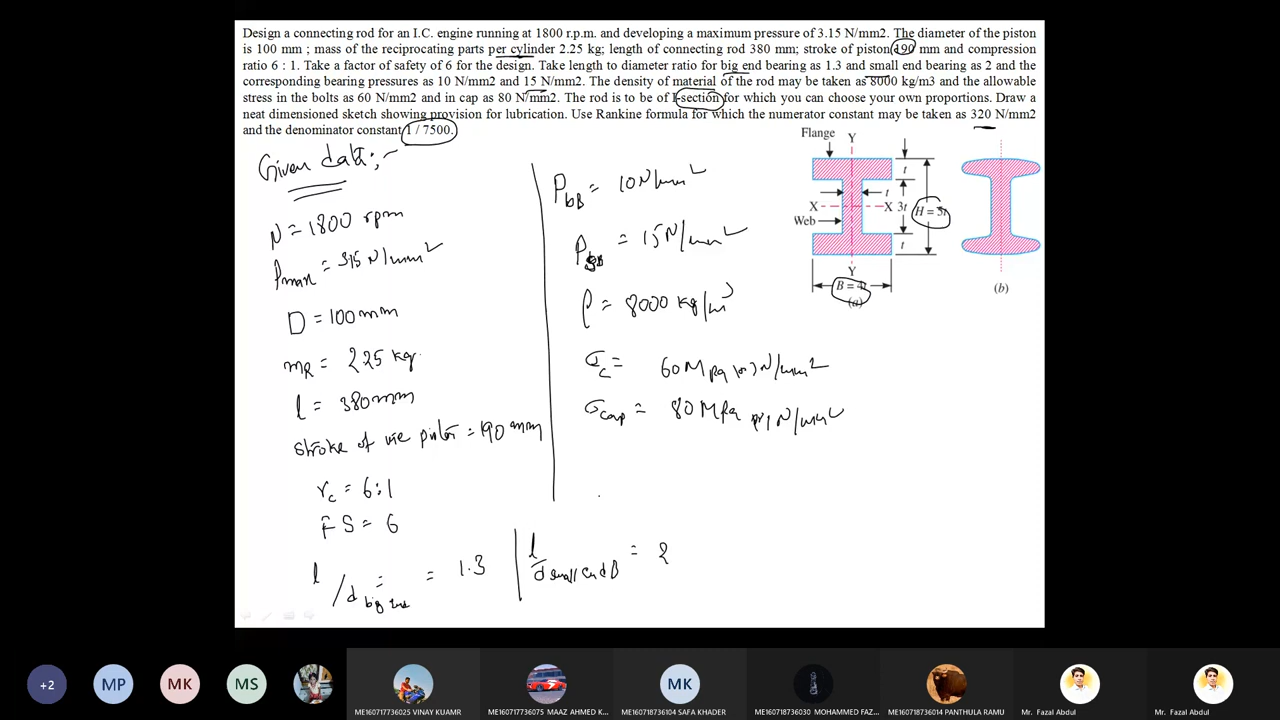 Design a connecting rod for an I.C. engine running at 1800 r.p.m. and developing a maximum pressure of 3.15 N/mm2. The diameter of the piston
is 100 mm ; mass of the reciprocating parts per cylinder 2.25 kg; length of connecting rod 380 mm; stroke of piston 190 mm and compression
ratio 6 : 1. Take a factor of safety of 6 for the design. Take length to diameter ratio for big end bearing as 1.3 and small end bearing as 2 and the
corresponding bearing pressures as 10 N/mm2 and 15 N/mm2. The density of material of the rod may be taken as 8000 kg/m3 and the allowable
stress in the bolts as 60 N/mm2 and in cap as 80 N/mm2. The rod is to be of I-section for which you can choose your own proportions. Draw a
neat dimensioned sketch showing provision for lubrication. Use Rankine formula for which the numerator constant may be taken as 320 N/mm2
and the denominator constant 1 / 7500.
Given data;-
N = 1800 rpm
Pmax = 3.15 N/mm2
D = 100mm
mR = 2.25 kg.
l = 380mm
stroke of the piston = 190 mm
rc = 6:1
FS = 6
l/d big end = 1.3
PbB = 10 N/mm2
= 15 N/mm2
ρ = 8000 kg/m3
σc = 60 MPa (or) N/mm2
σcap = 80 MPa N/mm2
l/d small end B = 2
Flange
Y
t
t
X
X
3t
H = 5t
Web
t
Y
B = 4t
(a)
(b)
+2
MP
MK
MS
MK
ME160717736025 VINAY KUAMR
ME160717736075 MAAZ AHMED K...
ME160718736104 SAFA KHADER
ME160718736030 MOHAMMED FAZ...
ME160718736014 PANTHULA RAMU
Mr. Fazal Abdul
Mr. Fazal Abdul